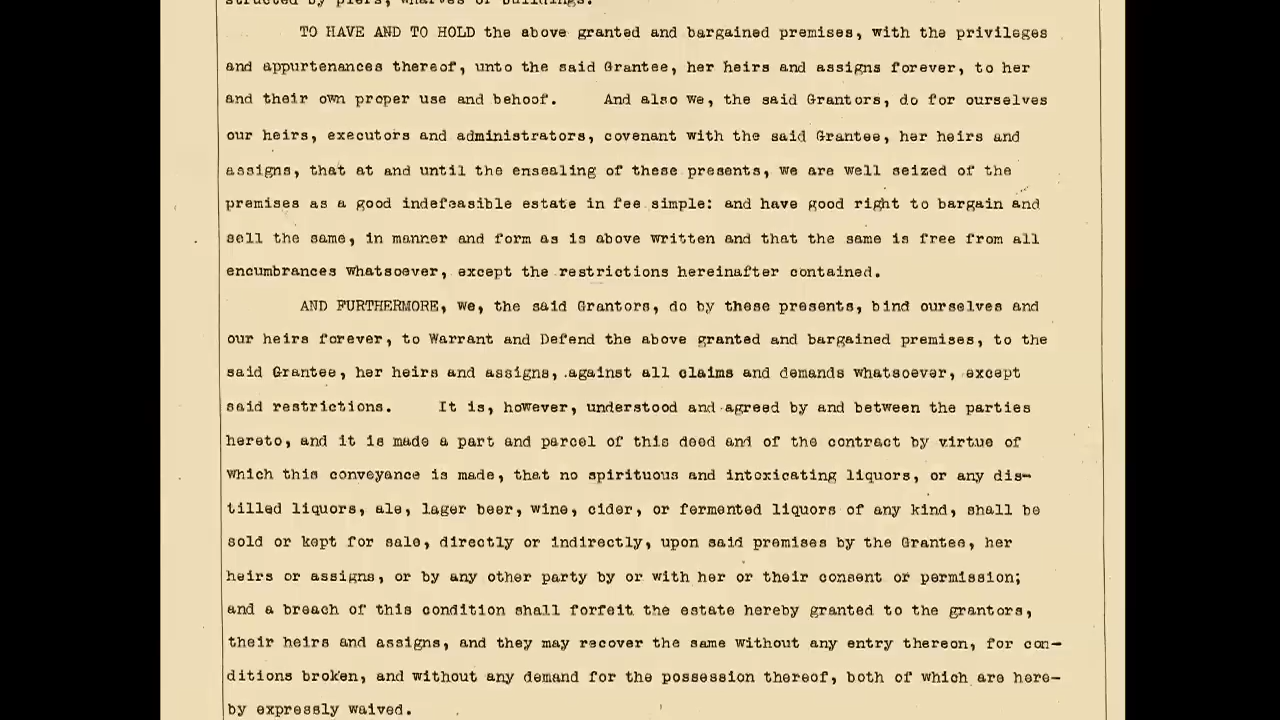 structed by piers, wharves or buildings.
TO HAVE AND TO HOLD the above granted and bargained premises, with the privileges
and appurtenances thereof, unto the said Grantee, her heirs and assigns forever, to her
and their own proper use and behoof. And also we, the said Grantors, do for ourselves
our heirs, executors and administrators, covenant with the said Grantee, her heirs and
assigns, that at and until the ensealing of these presents, we are well seized of the
premises as a good indefeasible estate in fee simple: and have good right to bargain and
sell the same, in manner and form as is above written and that the same is free from all
encumbrances whatsoever, except the restrictions hereinafter contained.
AND FURTHERMORE, we, the said Grantors, do by these presents, bind ourselves and
our heirs forever, to Warrant and Defend the above granted and bargained premises, to the
said Grantee, her heirs and assigns, against all claims and demands whatsoever, except
said restrictions. It is, however, understood and agreed by and between the parties
hereto, and it is made a part and parcel of this deed and of the contract by virtue of
which this conveyance is made, that no spirituous and intoxicating liquors, or any dis-
tilled liquors, ale, lager beer, wine, cider, or fermented liquors of any kind, shall be
sold or kept for sale, directly or indirectly, upon said premises by the Grantee, her
heirs or assigns, or by any other party by or with her or their consent or permission;
and a breach of this condition shall forfeit the estate hereby granted to the grantors,
their heirs and assigns, and they may recover the same without any entry thereon, for con-
ditions broken, and without any demand for the possession thereof, both of which are here-
by expressly waived.